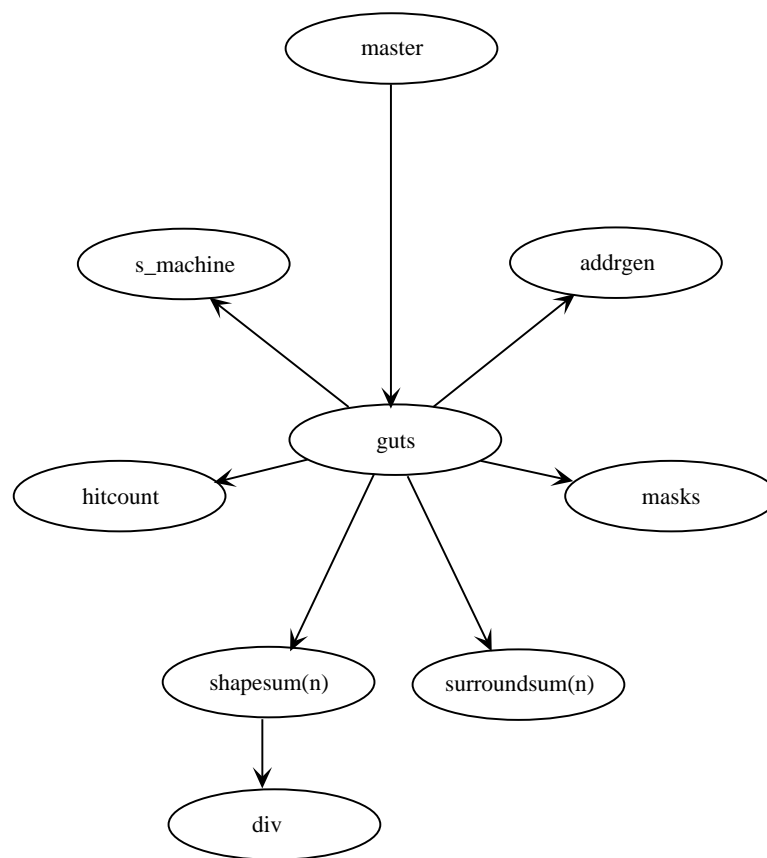 master
s_machine
addrgen
guts
hitcount
masks
shapesum(n)
surroundsum(n)
div